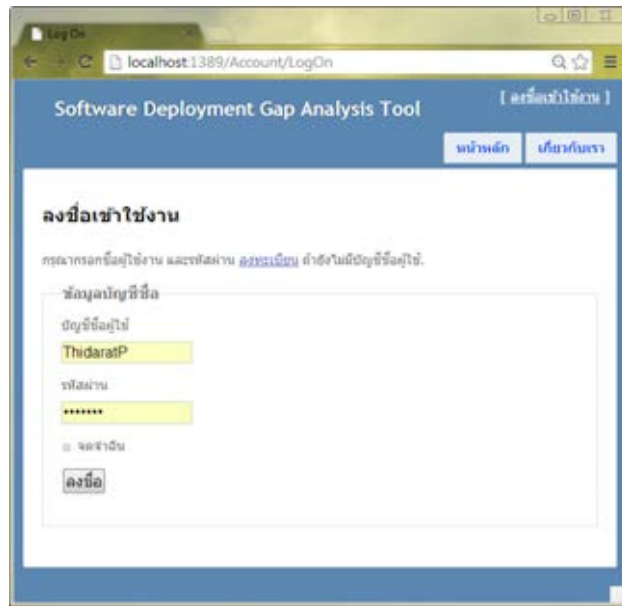 Log On
localhost:1389/Account/LogOn
Software Deployment Gap Analysis Tool
[ ลงชื่อเข้าใช้งาน ]
หน้าหลัก
เกี่ยวกับเรา
ลงชื่อเข้าใช้งาน
กรุณากรอกชื่อผู้ใช้งาน และรหัสผ่าน ลงทะเบียน ถ้ายังไม่มีบัญชีชื่อผู้ใช้.
ข้อมูลบัญชีชื่อ
บัญชีชื่อผู้ใช้
ThidaratP
รหัสผ่าน
•••••••
จดจำฉัน
ลงชื่อ